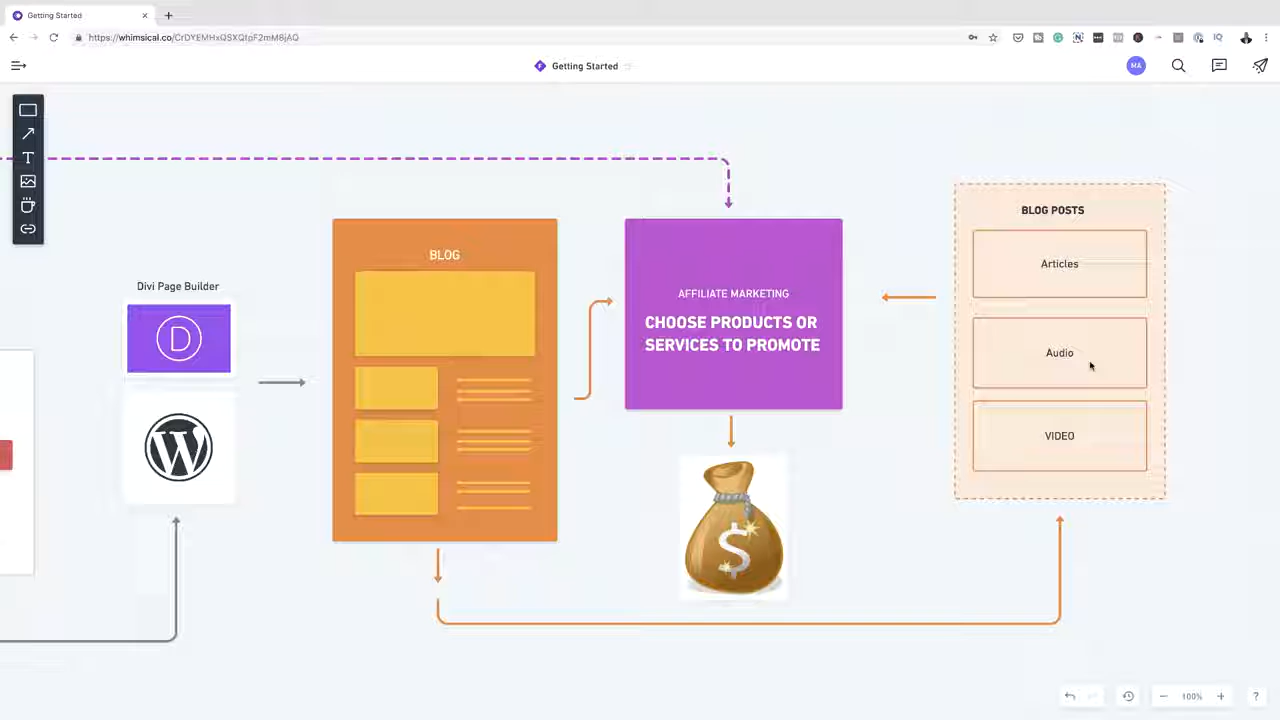 Getting Started
https://whimsical.co/CrDYEMHxQSXQtpF2mM8jAQ
Getting Started
MA
BLOG POSTS
Articles
Audio
VIDEO
AFFILIATE MARKETING
CHOOSE PRODUCTS OR
SERVICES TO PROMOTE
BLOG
Divi Page Builder
D
W
$
T
100%
?